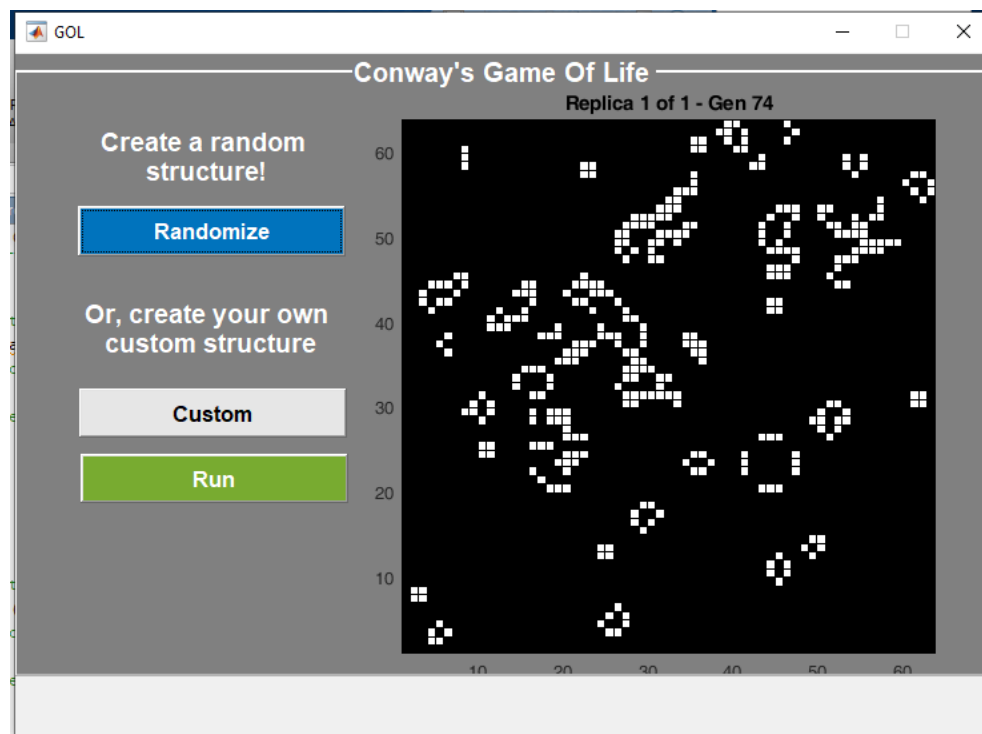 GOL
Conway's Game Of Life
Replica 1 of 1 - Gen 74
Create a random
structure!
Randomize
Or, create your own
custom structure
Custom
Run
60
50
40
30
20
10
10 20 30 40 50 60